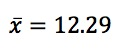 x̄ = 12.29